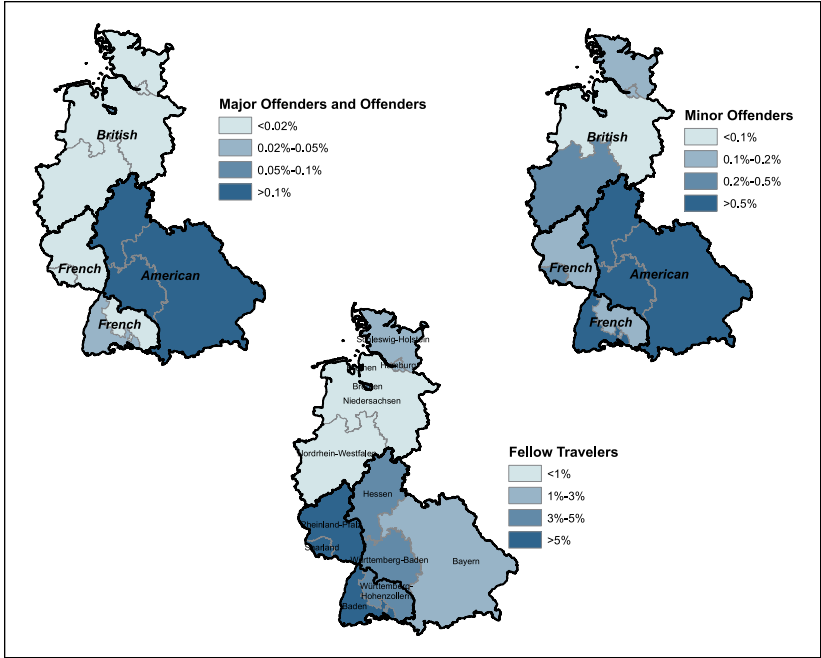 Major Offenders and Offenders
<0.02%
0.02%-0.05%
0.05%-0.1%
>0.1%
British
French
American
French
Minor Offenders
<0.1%
0.1%-0.2%
0.2%-0.5%
>0.5%
British
French
American
French
Fellow Travelers
<1%
1%-3%
3%-5%
>5%
Schleswig-Holstein
Hamburg
Bremen
Niedersachsen
Nordrhein-Westfalen
Hessen
Rheinland-Pfalz
Saarland
Württemberg-Baden
Bayern
Württemberg-
Hohenzollen
Baden